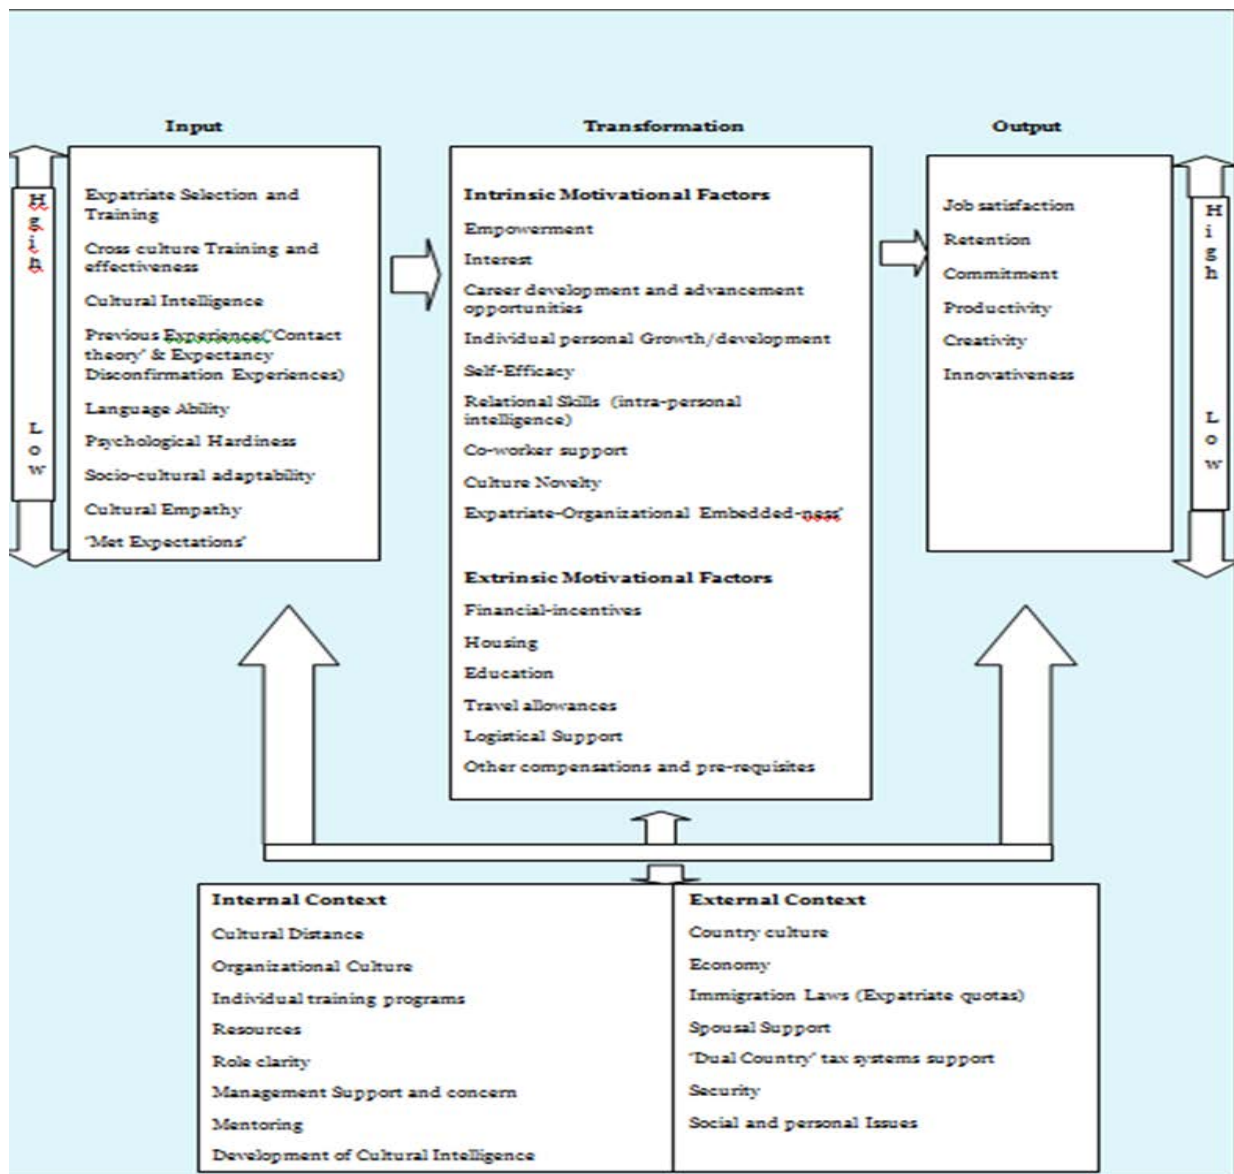 Input
Transformation
Output
H
g
i
h
L
o
w
Expatriate Selection and
Training
Cross culture Training and
effectiveness
Cultural Intelligence
Previous Experience("Contact
theory" & Expectancy
Disconfirmation Experiences)
Language Ability
Psychological Hardiness
Socio-cultural adaptability
Cultural Empathy
"Met Expectations"
Intrinsic Motivational Factors
Empowerment
Interest
Career development and advancement
opportunities
Individual personal Growth/development
Self-Efficacy
Relational Skills (intra-personal
intelligence)
Co-worker support
Culture Novelty
Expatriate-Organizational Embedded-ness"
Extrinsic Motivational Factors
Financial-incentives
Housing
Education
Travel allowances
Logistical Support
Other compensations and pre-requisites
Job satisfaction
Retention
Commitment
Productivity
Creativity
Innovativeness
H
i
g
h
L
o
w
Internal Context
Cultural Distance
Organizational Culture
Individual training programs
Resources
Role clarity
Management Support and concern
Mentoring
Development of Cultural Intelligence
External Context
Country culture
Economy
Immigration Laws (Expatriate quotas)
Spousal Support
"Dual Country" tax systems support
Security
Social and personal Issues